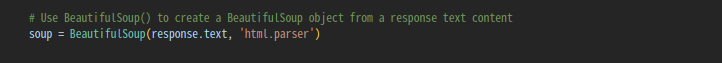 # Use BeautifulSoup() to create a BeautifulSoup object from a response text content
soup = BeautifulSoup(response.text, 'html.parser')